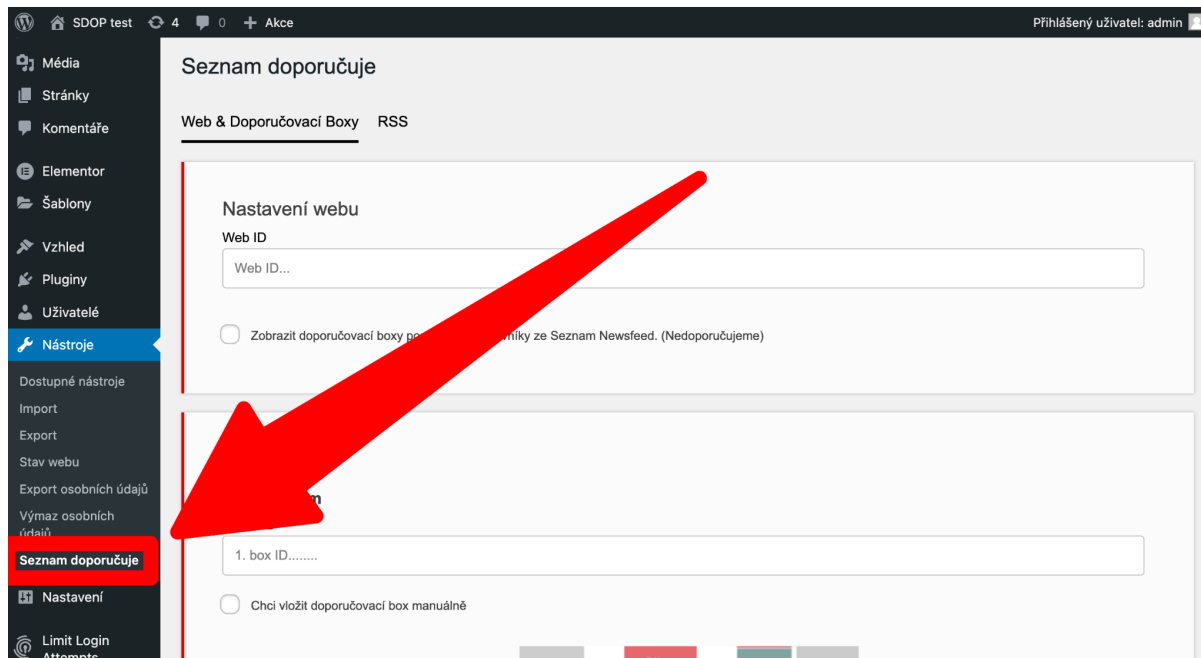 SDOP test 4 0 + Akce Přihlášený uživatel: admin
Média
Stránky
Komentáře
Elementor
Šablony
Vzhled
Pluginy
Uživatelé
Nástroje
Dostupné nástroje
Import
Export
Stav webu
Export osobních údajů
Výmaz osobních
údajů
Seznam doporučuje
Nastavení
Limit Login
Attempts
Seznam doporučuje
Web & Doporučovací Boxy RSS
Nastavení webu
Web ID
Web ID...
Zobrazit doporučovací boxy ze Seznam Newsfeed. (Nedoporučujeme)
1. box ID........
Chci vložit doporučovací box manuálně